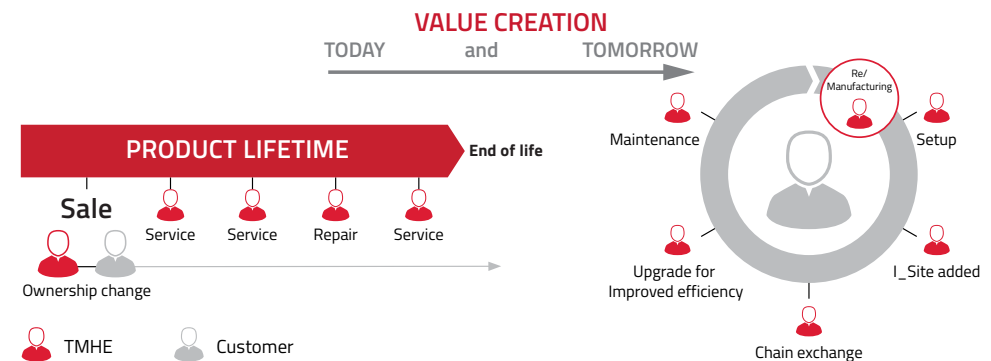 VALUE CREATION
TODAY and TOMORROW
PRODUCT LIFETIME
End of life
Sale
Service
Service
Repair
Service
Ownership change
TMHE
Customer
Re/
Manufacturing
Maintenance
Setup
Upgrade for
Improved efficiency
I_Site added
Chain exchange